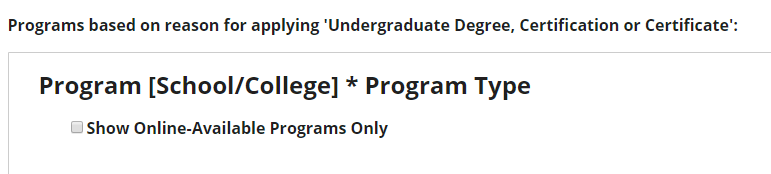 Programs based on reason for applying 'Undergraduate Degree, Certification or Certificate':
Program [School/College] * Program Type
Show Online-Available Programs Only